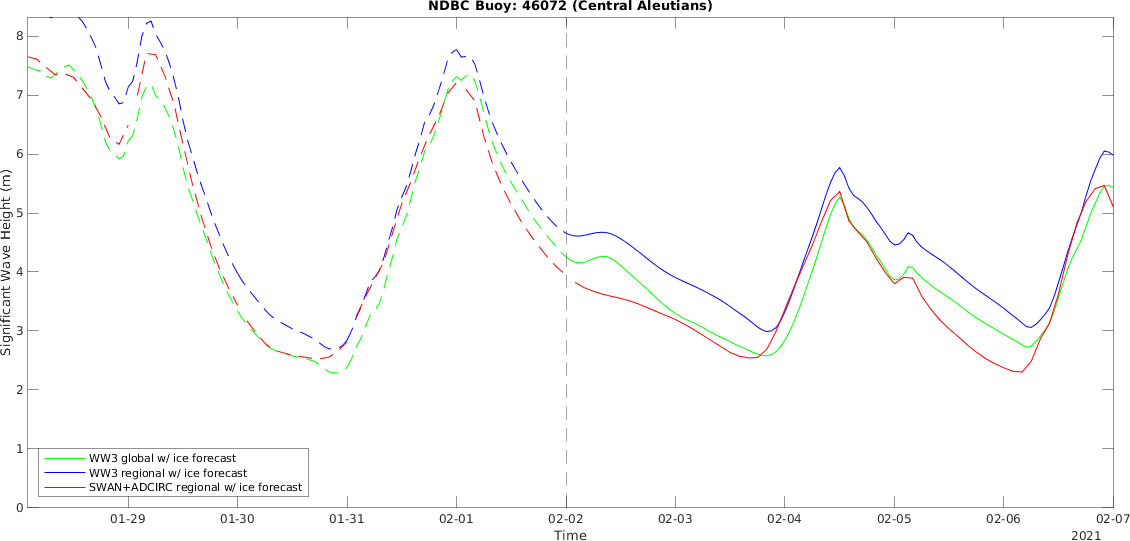 NDBC Buoy: 46072 (Central Aleutians)
8
7
6
5
4
3
2
1
0
Significant Wave Height (m)
WW3 global w/ ice forecast
WW3 regional w/ ice forecast
SWAN+ADCIRC regional w/ ice forecast
01-29 01-30 01-31 02-01 02-02 02-03 02-04 02-05 02-06 02-07
Time
2021